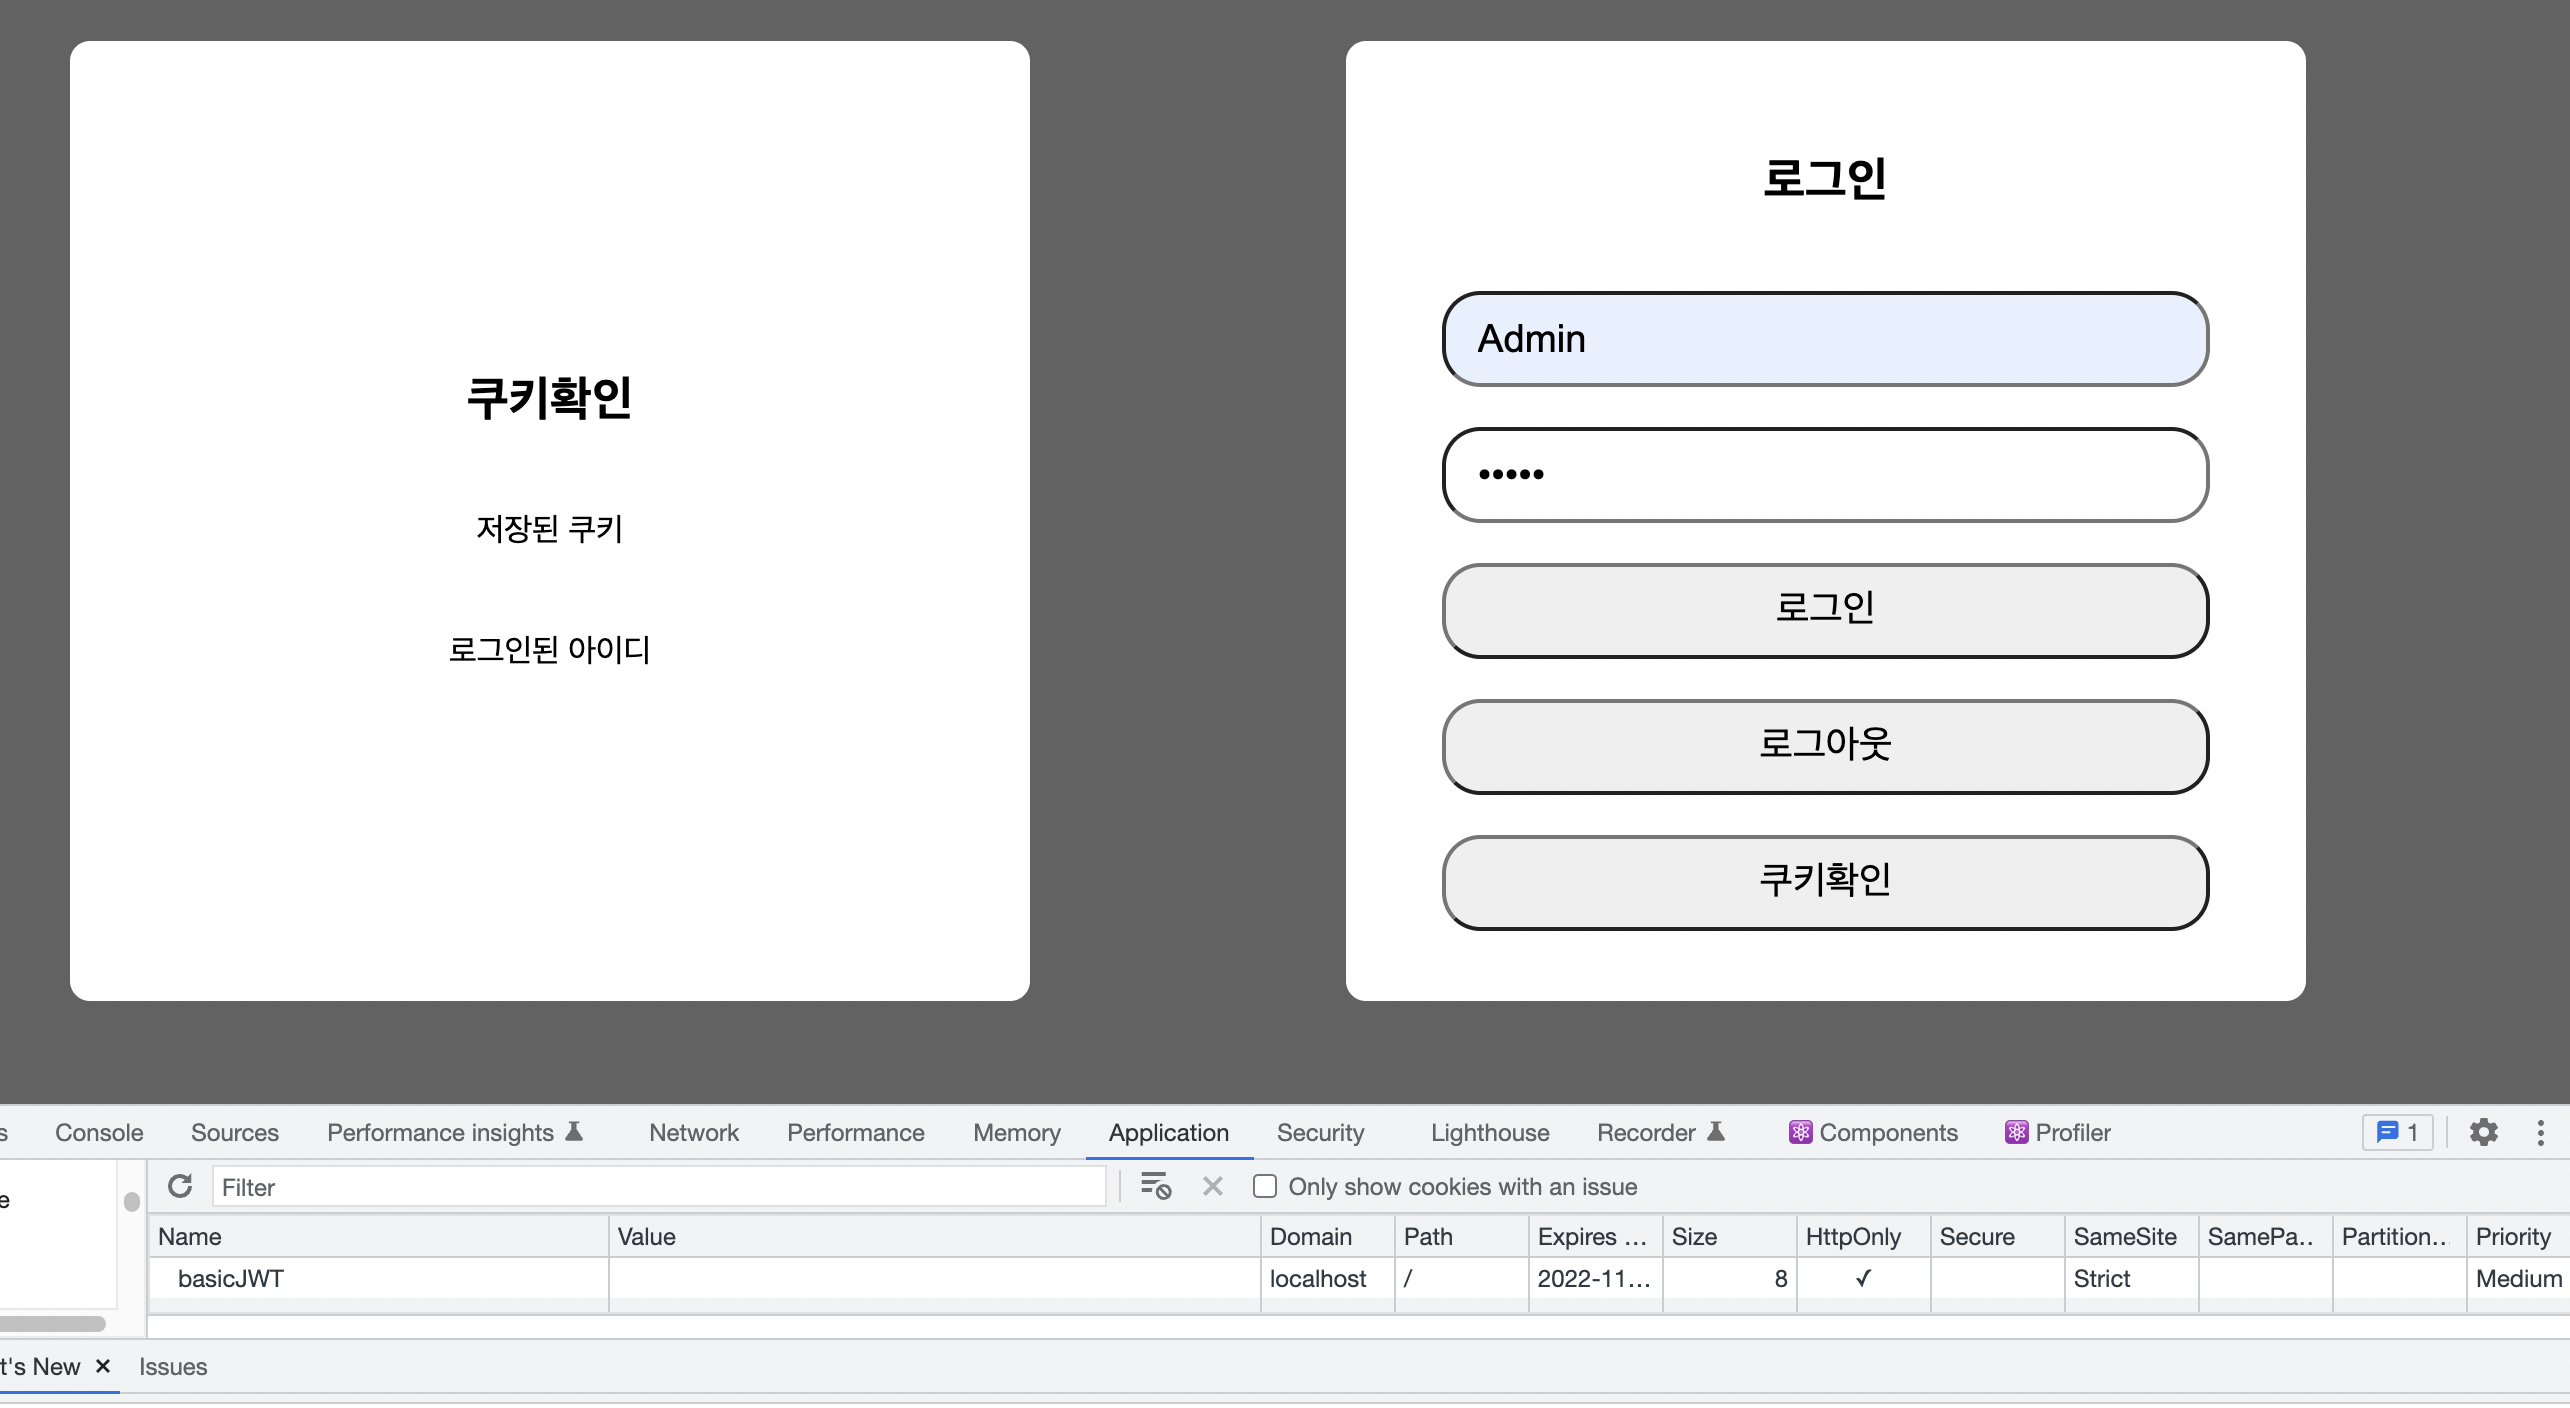 쿠키확인
저장된 쿠키
로그인된 아이디
로그인
Admin
•••••
로그인
로그아웃
쿠키확인
s Console Sources Performance insights Network Performance Memory Application Security Lighthouse Recorder Components Profiler 1
e
Filter Only show cookies with an issue
Name Value Domain Path Expires ... Size HttpOnly Secure SameSite SamePa.. Partition.. Priority
basicJWT localhost / 2022-11... 8 ✓ Strict Medium
t's New × Issues